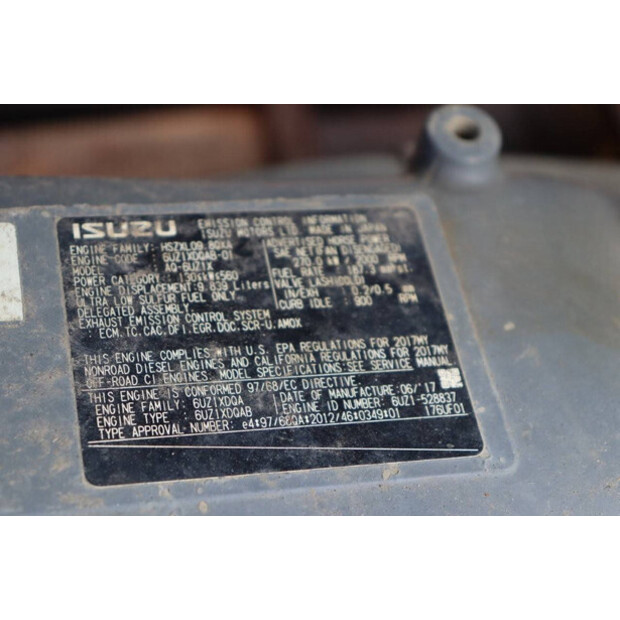 ISUZU EMISSION CONTROL INFORMATION
ISUZU MOTORS LTD. IN JAPAN
ENGINE FAMILY: HSZXL09.8QXA
ENGINE CODE : 6UZ1XDQAB-01
MODEL : AQ-6UZ1X
POWER CATEGORY: 130≤kW≤560
ENGINE DISPLACEMENT: 9.839 Liters
ULTRA LOW SULFUR FUEL ONLY
DELEGATED ASSEMBLY
EXHAUST EMISSION CONTROL SYSTEM
ECM.TC.CAC.DFI.EGR.DOC.SCR-U.AMOX
ADVERTISED HORSE POWER
SAE NET
FUEL RATE :
VALVE LASH(COLD)
IN/EXH : 0.2/0.5
CURB IDLE : 900 RPM
THIS ENGINE COMPLIES WITH U.S. EPA REGULATIONS FOR 2017MY
NONROAD DIESEL ENGINES AND CALIFORNIA REGULATIONS FOR 2017MY
OFF-ROAD CI ENGINES. MODEL SPECIFICATIONS:SEE SERVICE MANUAL
THIS ENGINE IS CONFORMED 97/68/EC DIRECTIVE
ENGINE FAMILY : 6UZ1XDQA
ENGINE TYPE : 6UZ1XDQAB
DATE OF MANUFACTURE:06/'17
ENGINE ID NUMBER: 6UZ1-528837
TYPE APPROVAL NUMBER: e4*97/68QA*2012/46*0349*01
176UF01